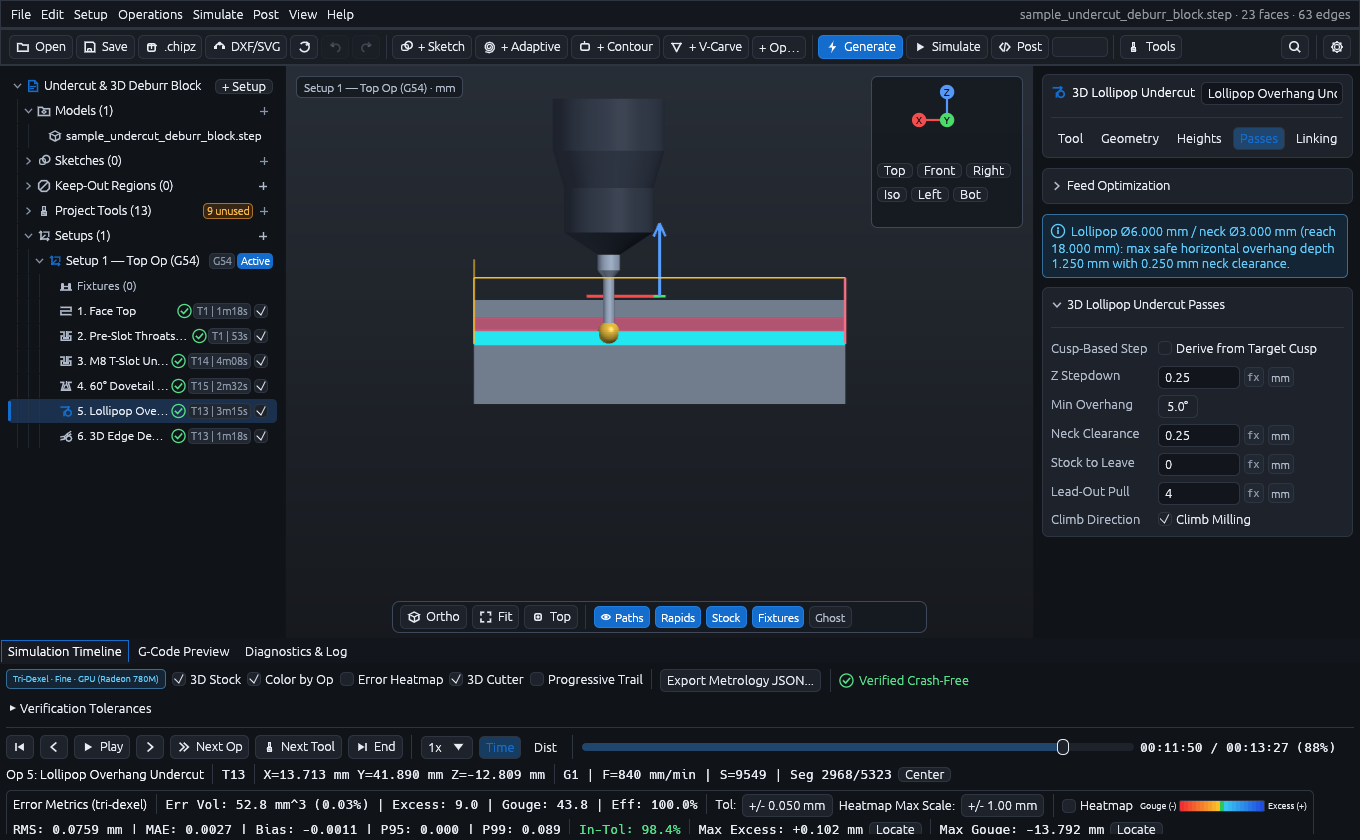 File Edit Setup Operations Simulate Post View Help
sample_undercut_deburr_block.step · 23 faces · 63 edges
Open Save .chipz DXF/SVG + Sketch + Adaptive + Contour + V-Carve + Op... Generate Simulate Post Tools
Undercut & 3D Deburr Block + Setup
Models (1) +
sample_undercut_deburr_block.step
Sketches (0) +
Keep-Out Regions (0) +
Project Tools (13) 9 unused +
Setups (1) +
Setup 1 — Top Op (G54) G54 Active
Fixtures (0)
1. Face Top T1 | 1m18s
2. Pre-Slot Throats... T1 | 53s
3. M8 T-Slot Un... T14 | 4m08s
4. 60° Dovetail ... T15 | 2m32s
5. Lollipop Ove... T13 | 3m15s
6. 3D Edge De... T13 | 1m18s
Setup 1 — Top Op (G54) · mm
Z
X Y
Top Front Right
Iso Left Bot
Ortho Fit Top Paths Rapids Stock Fixtures Ghost
3D Lollipop Undercut Lollipop Overhang Und
Tool Geometry Heights Passes Linking
Feed Optimization
Lollipop Ø6.000 mm / neck Ø3.000 mm (reach
18.000 mm): max safe horizontal overhang depth
1.250 mm with 0.250 mm neck clearance.
3D Lollipop Undercut Passes
Cusp-Based Step Derive from Target Cusp
Z Stepdown 0.25 fx mm
Min Overhang 5.0°
Neck Clearance 0.25 fx mm
Stock to Leave 0 fx mm
Lead-Out Pull 4 fx mm
Climb Direction Climb Milling
Simulation Timeline G-Code Preview Diagnostics & Log
Tri-Dexel · Fine · GPU (Radeon 780M) 3D Stock Color by Op Error Heatmap 3D Cutter Progressive Trail Export Metrology JSON... Verified Crash-Free
Verification Tolerances
Play Next Op Next Tool End 1x Time Dist 00:11:50 / 00:13:27 (88%)
Op 5: Lollipop Overhang Undercut T13 X=13.713 mm Y=41.890 mm Z=-12.809 mm G1 | F=840 mm/min | S=9549 | Seg 2968/5323 Center
Error Metrics (tri-dexel) Err Vol: 52.8 mm^3 (0.03%) | Excess: 9.0 | Gouge: 43.8 | Eff: 100.0% Tol: +/- 0.050 mm Heatmap Max Scale: +/- 1.00 mm Heatmap Gouge (-) Excess (+)
RMS: 0.0759 mm | MAE: 0.0027 | Bias: -0.0011 | P95: 0.000 | P99: 0.089 In-Tol: 98.4% Max Excess: +0.102 mm Locate Max Gouge: -13.792 mm Locate